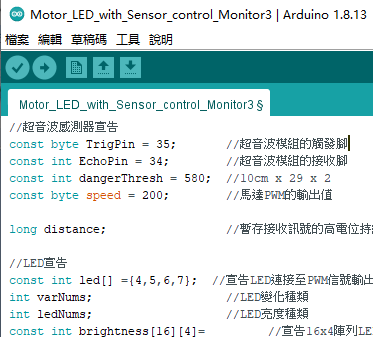 Motor_LED_with_Sensor_control_Monitor3 | Arduino 1.8.13
檔案 編輯 草稿碼 工具 說明
Motor_LED_with_Sensor_control_Monitor3 §
//超音波感測器宣告
const byte TrigPin = 35; //超音波模組的觸發腳
const int EchoPin = 34; //超音波模組的接收腳
const int dangerThresh = 580; //10cm x 29 x 2
const byte speed = 200; //馬達PWM的輸出值
long distance; //暫存接收訊號的高電位持
//LED宣告
const int led[] ={4,5,6,7}; //宣告LED連接至PWM信號輸出
int varNums; //LED變化種類
int ledNums; //LED亮度種類
const int brightness[16][4]= //宣告16x4陣列LE